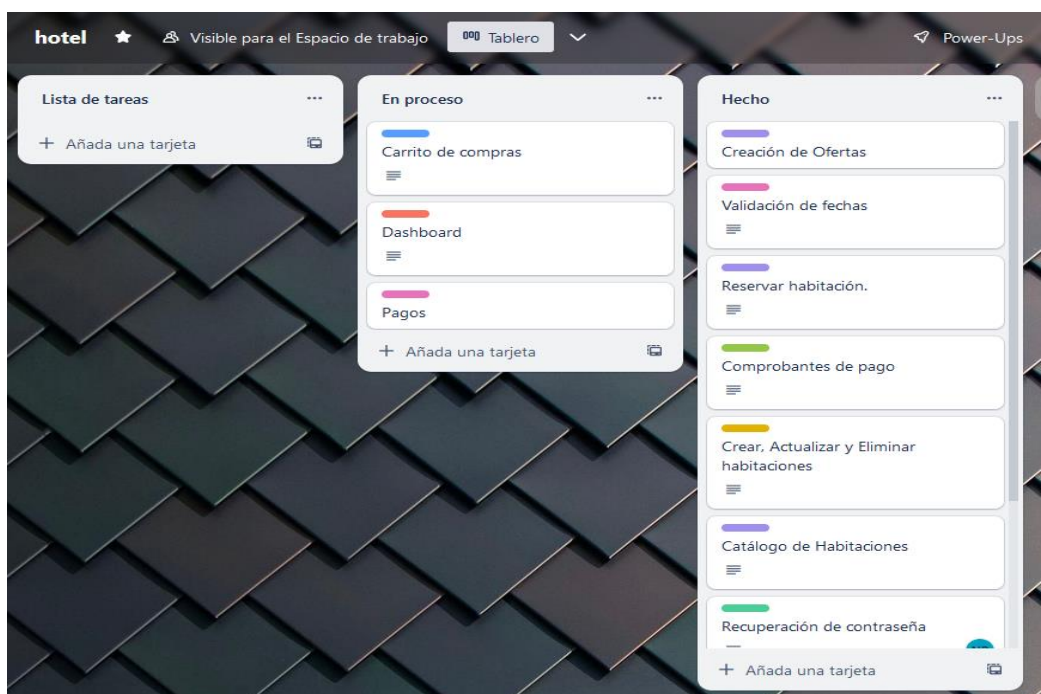 hotel
Visible para el Espacio de trabajo
Tablero
Power-Ups
Lista de tareas
Añada una tarjeta
En proceso
Carrito de compras
Dashboard
Pagos
Añada una tarjeta
Hecho
Creación de Ofertas
Validación de fechas
Reservar habitación.
Comprobantes de pago
Crear, Actualizar y Eliminar
habitaciones
Catálogo de Habitaciones
Recuperación de contraseña
Añada una tarjeta